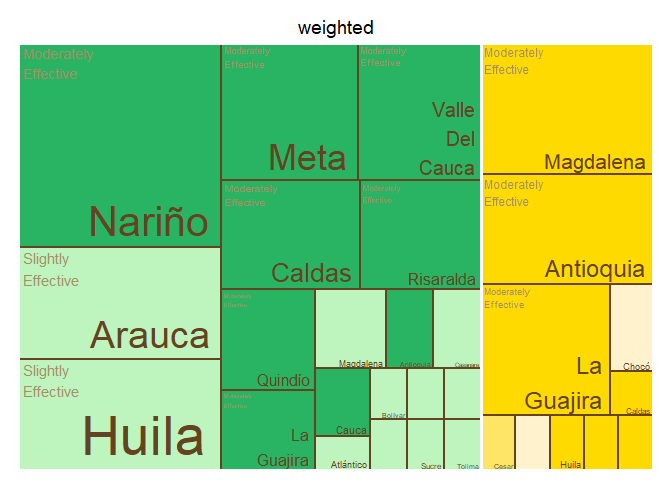 weighted
Moderately
Effective
Nariño
Moderately
Effective
Meta
Moderately
Effective
Valle
Del
Cauca
Moderately
Effective
Magdalena
Moderately
Effective
Caldas
Moderately
Effective
Risaralda
Moderately
Effective
Antioquia
Slightly
Effective
Arauca
Moderately
Effective
Quindío
Magdalena
Antioquia
Casanare
Moderately
Effective
La
Guajira
Chocó
Caldas
Slightly
Effective
Huila
Moderately
Effective
La
Guajira
Cauca
Bolívar
Atlántico
Sucre
Tolima
Cesar
Huila